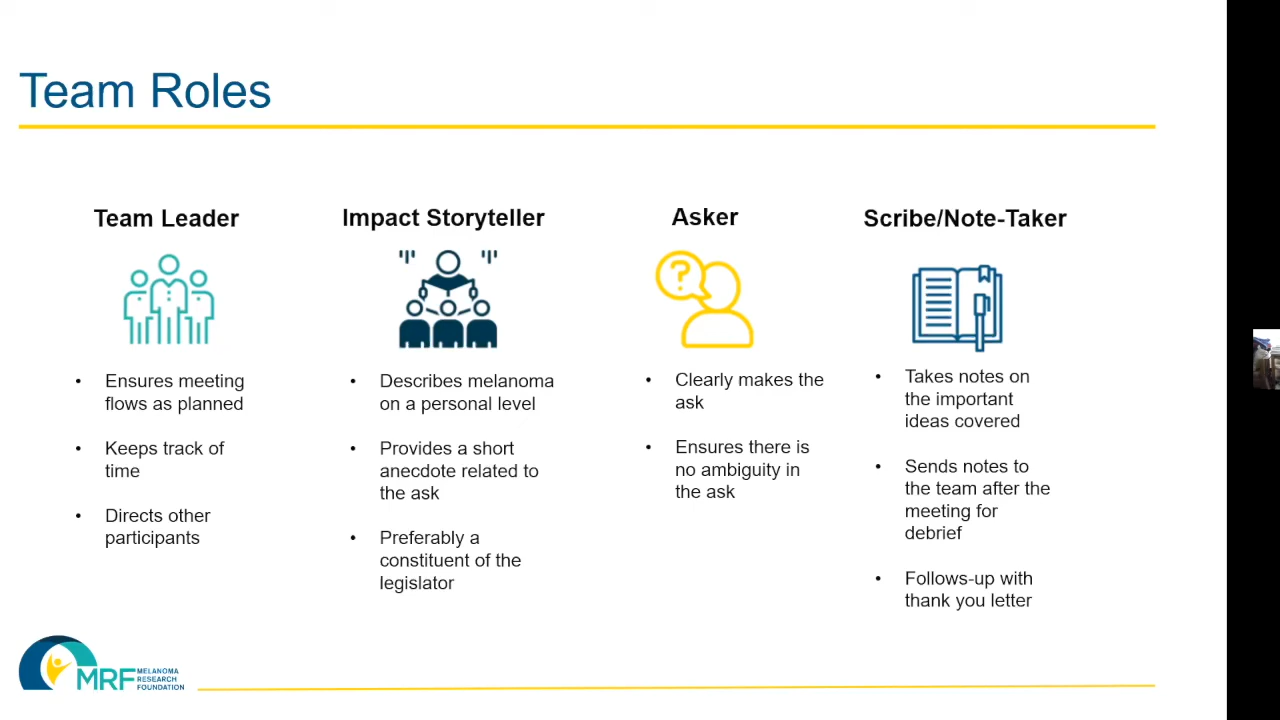 Team Roles
Team Leader
Ensures meeting
flows as planned
Keeps track of
time
Directs other
participants
Impact Storyteller
Describes melanoma
on a personal level
Provides a short
anecdote related to
the ask
Preferably a
constituent of the
legislator
Asker
?
Clearly makes the
ask
Ensures there is
no ambiguity in
the ask
Scribe/Note-Taker
Takes notes on
the important
ideas covered
Sends notes to
the team after the
meeting for
debrief
Follows-up with
thank you letter
MRF MELANOMA
RESEARCH
FOUNDATION